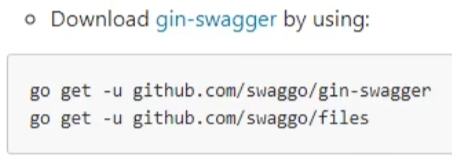 Download gin-swagger by using:
go get -u github.com/swaggo/gin-swagger
go get -u github.com/swaggo/files